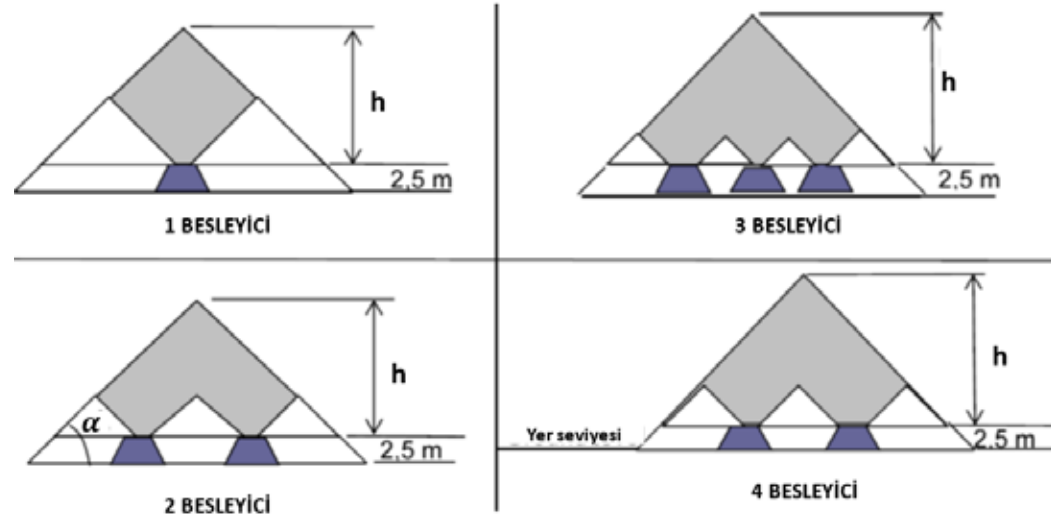 h
2,5 m
1 BESLEYİCİ
h
2,5 m
3 BESLEYİCİ
α
h
2,5 m
2 BESLEYİCİ
h
Yer seviyesi
2.5 m
4 BESLEYİCİ